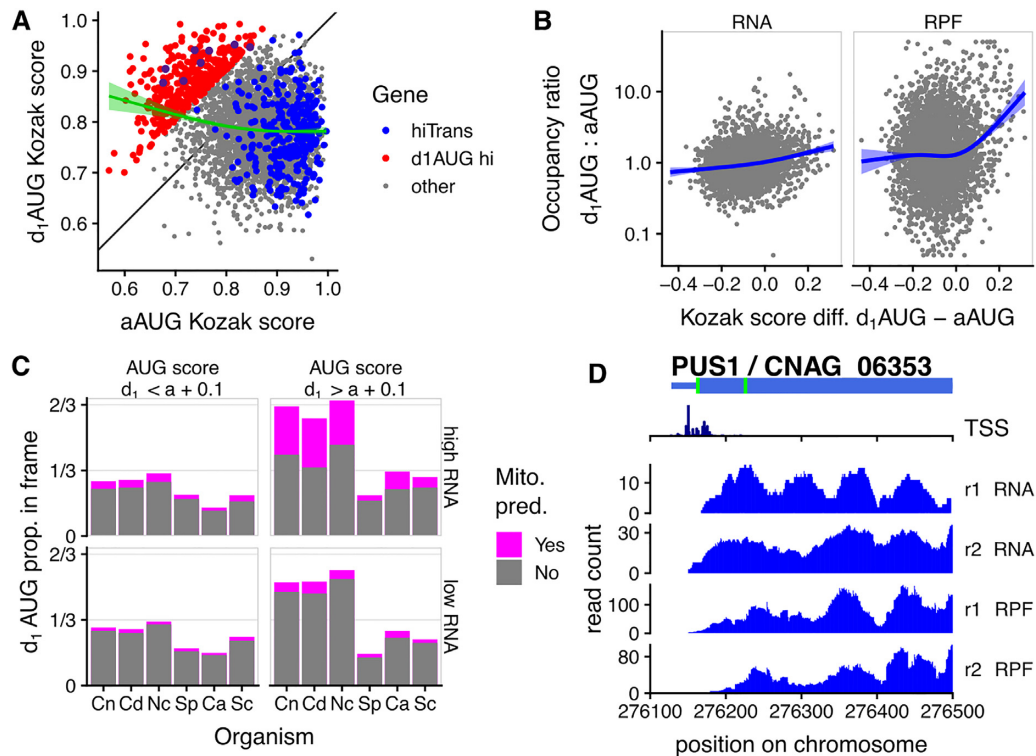 A
d₁AUG Kozak score
1.0
0.9
0.8
0.7
0.6
0.6 0.7 0.8 0.9 1.0
aAUG Kozak score
Gene
hiTrans
d1AUG hi
other
B
RNA RPF
Occupancy ratio
d₁AUG : aAUG
10.0
1.0
0.1
−0.4 −0.2 0.0 0.2 −0.4 −0.2 0.0 0.2
Kozak score diff. d₁AUG − aAUG
C
AUG score
d₁ < a + 0.1
AUG score
d₁ > a + 0.1
d₁ AUG prop. in frame
2/3
1/3
0
high RNA
2/3
1/3
0
low RNA
Cn Cd Nc Sp Ca Sc Cn Cd Nc Sp Ca Sc
Organism
Mito.
pred.
Yes
No
D
PUS1 / CNAG_06353
TSS
read count
10
0
r1 RNA
30
0
r2 RNA
100
0
r1 RPF
80
0
r2 RPF
276100 276200 276300 276400 276500
position on chromosome